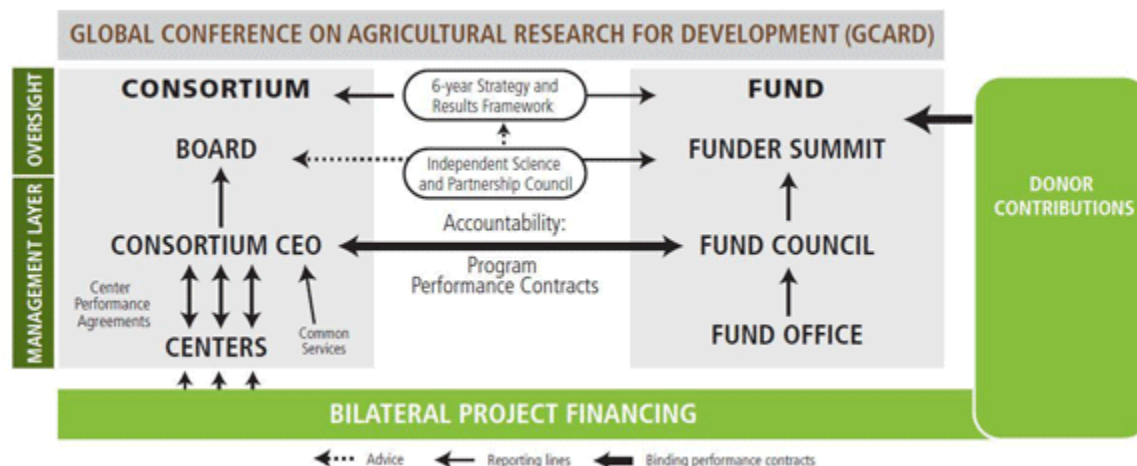 GLOBAL CONFERENCE ON AGRICULTURAL RESEARCH FOR DEVELOPMENT (GCARD)
OVERSIGHT
MANAGEMENT LAYER
CONSORTIUM
BOARD
CONSORTIUM CEO
Center
Performance
Agreements
Common
Services
CENTERS
6-year Strategy and
Results Framework
Independent Science
and Partnership Council
Accountability:
Program
Performance Contracts
FUND
FUNDER SUMMIT
FUND COUNCIL
FUND OFFICE
DONOR
CONTRIBUTIONS
BILATERAL PROJECT FINANCING
Advice
Reporting lines
Binding performance contracts